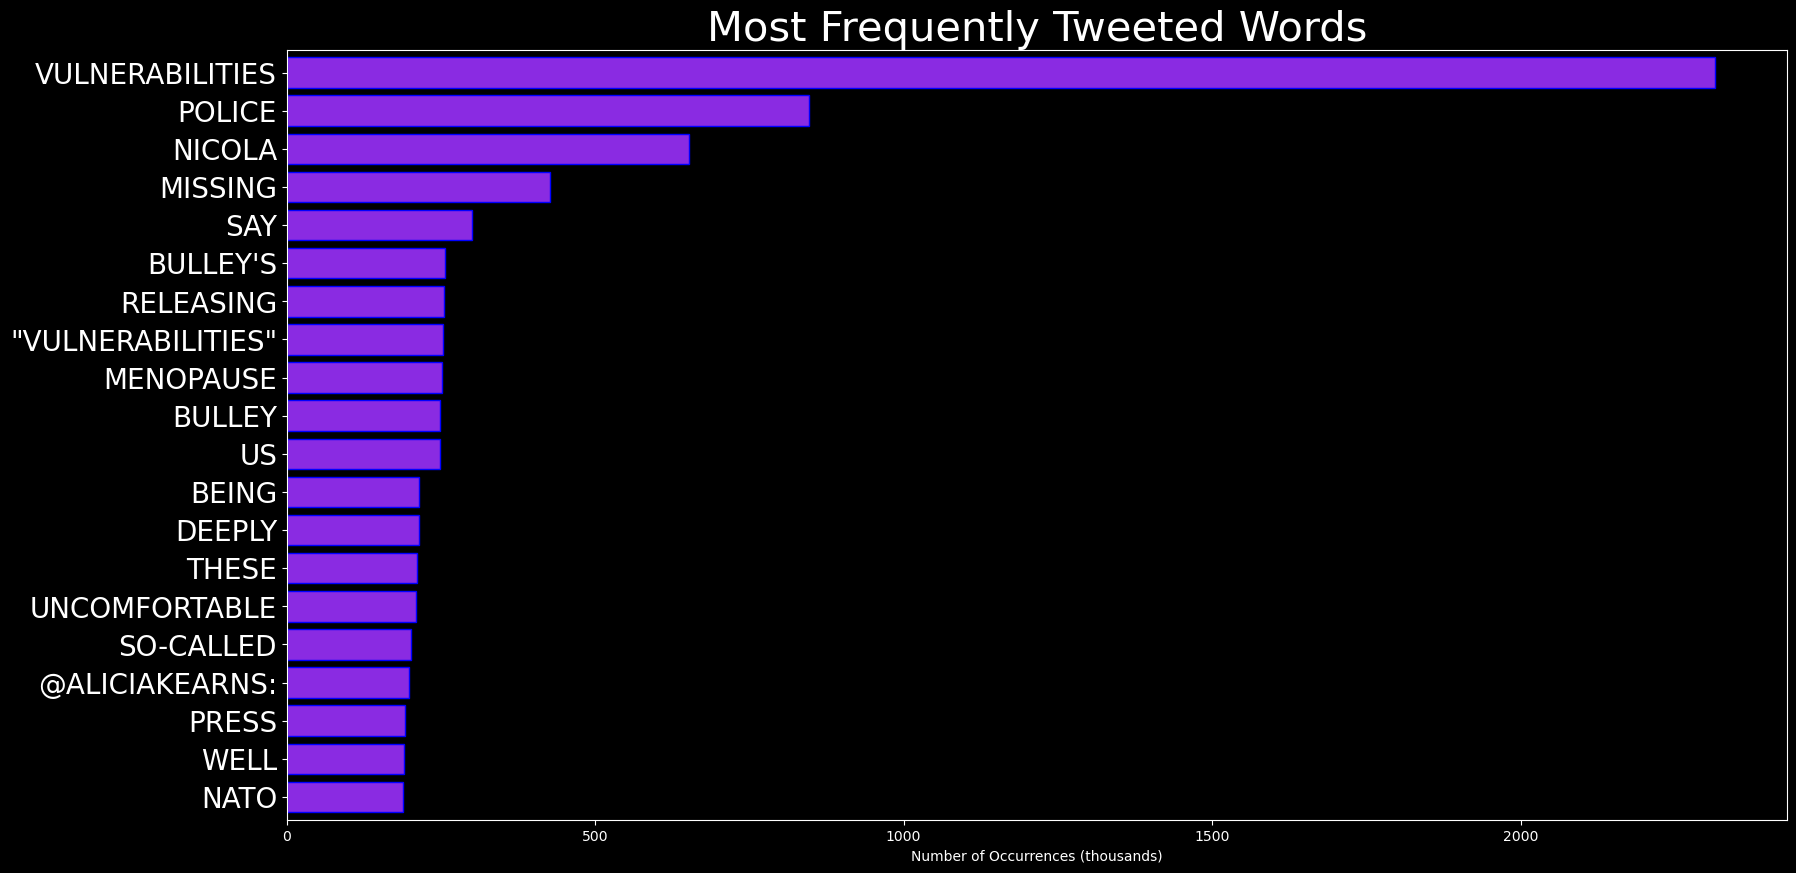 Most Frequently Tweeted Words
VULNERABILITIES
POLICE
NICOLA
MISSING
SAY
BULLEY'S
RELEASING
"VULNERABILITIES"
MENOPAUSE
BULLEY
US
BEING
DEEPLY
THESE
UNCOMFORTABLE
SO-CALLED
@ALICIAKEARNS:
PRESS
WELL
NATO
0 500 1000 1500 2000
Number of Occurrences (thousands)